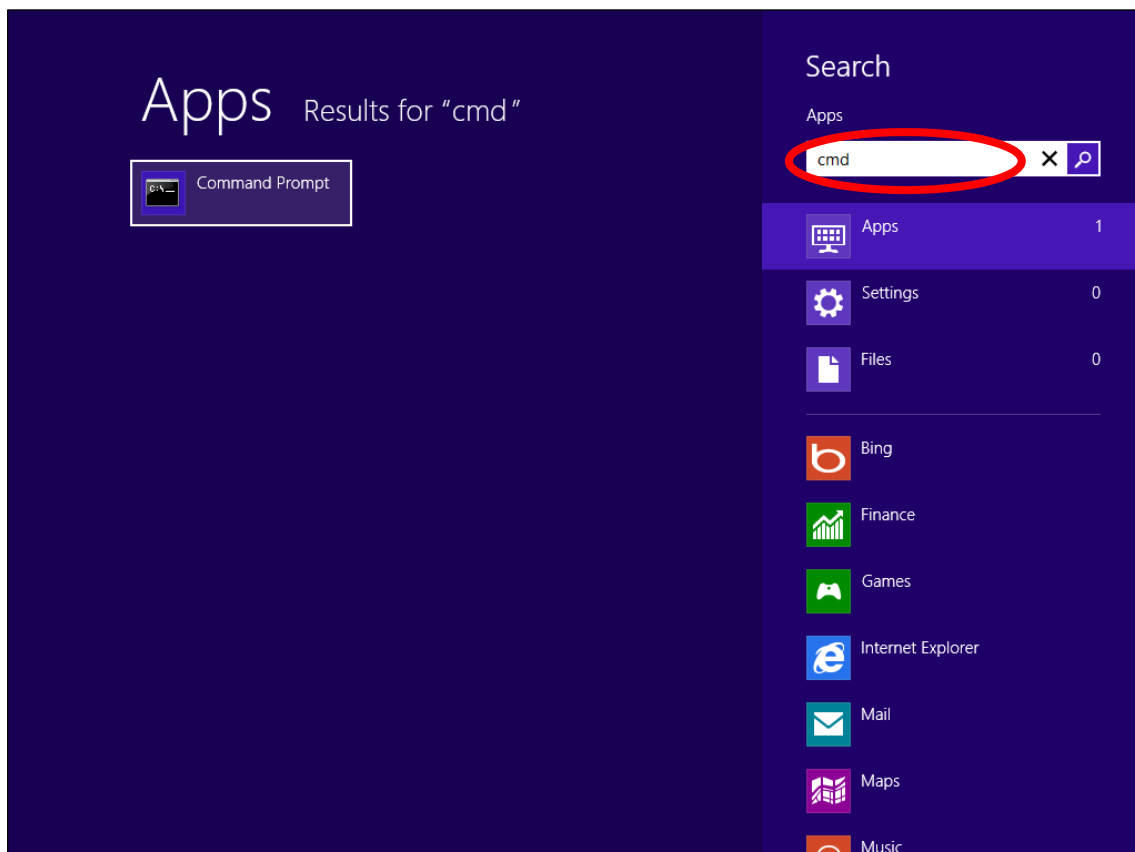 Apps Results for “cmd”
Command Prompt
Search
Apps
cmd
Apps 1
Settings 0
Files 0
Bing
Finance
Games
Internet Explorer
Mail
Maps
Music